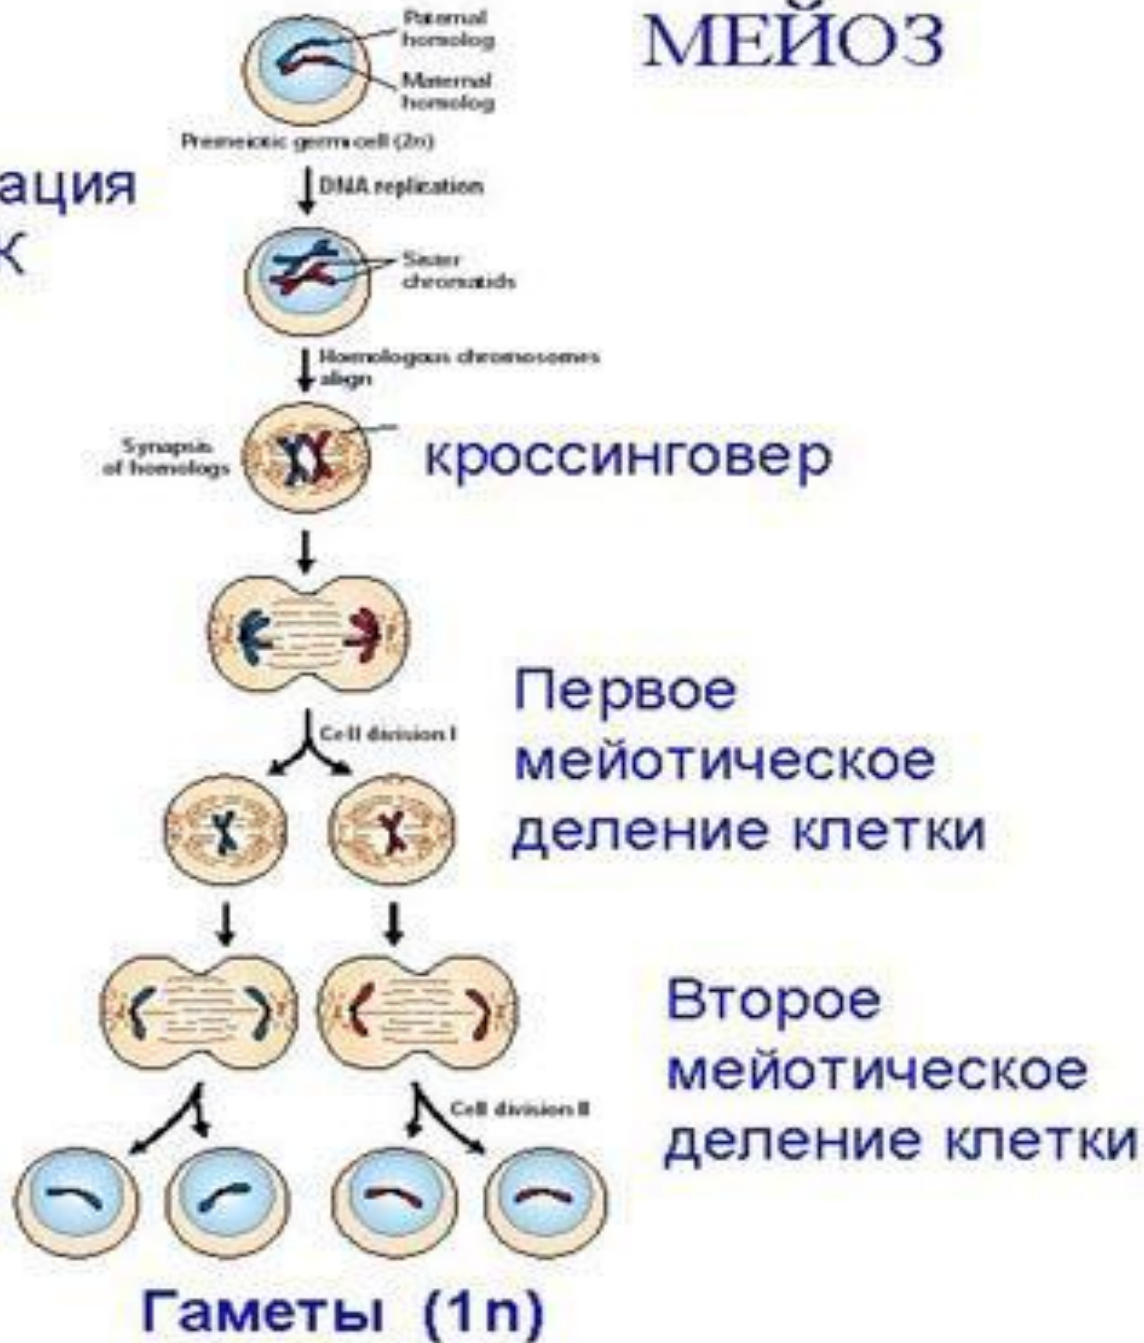 МЕЙОЗ
Paternal
homolog
Maternal
homolog
Premeiotic germ cell (2n)
ация
К
DNA replication
Sister
chromatids
Homologous chromosomes
align
Synapsis
of homologs
кроссинговер
Первое
мейотическое
деление клетки
Cell division I
Второе
мейотическое
деление клетки
Cell division II
Гаметы (1n)